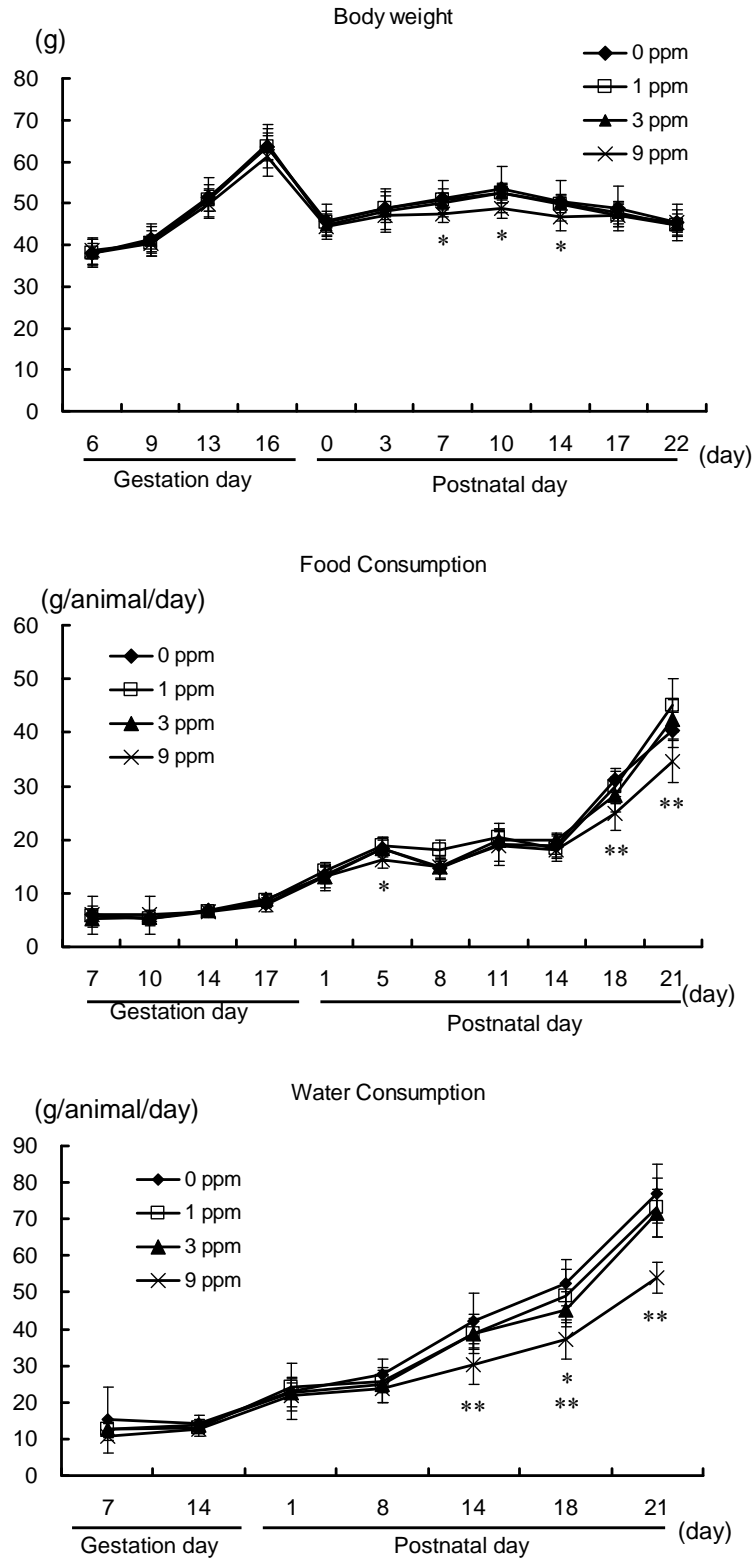 Body weight
(g)
0 ppm
1 ppm
3 ppm
9 ppm
80
70
60
50
40
30
20
10
0
* * *
6 9 13 16 0 3 7 10 14 17 22 (day)
Gestation day Postnatal day
Food Consumption
(g/animal/day)
0 ppm
1 ppm
3 ppm
9 ppm
60
50
40
30
20
10
0
* ** **
7 10 14 17 1 5 8 11 14 18 21 (day)
Gestation day Postnatal day
Water Consumption
(g/animal/day)
0 ppm
1 ppm
3 ppm
9 ppm
90
80
70
60
50
40
30
20
10
0
**
*
** **
7 14 1 8 14 18 21
Gestation day Postnatal day (day)